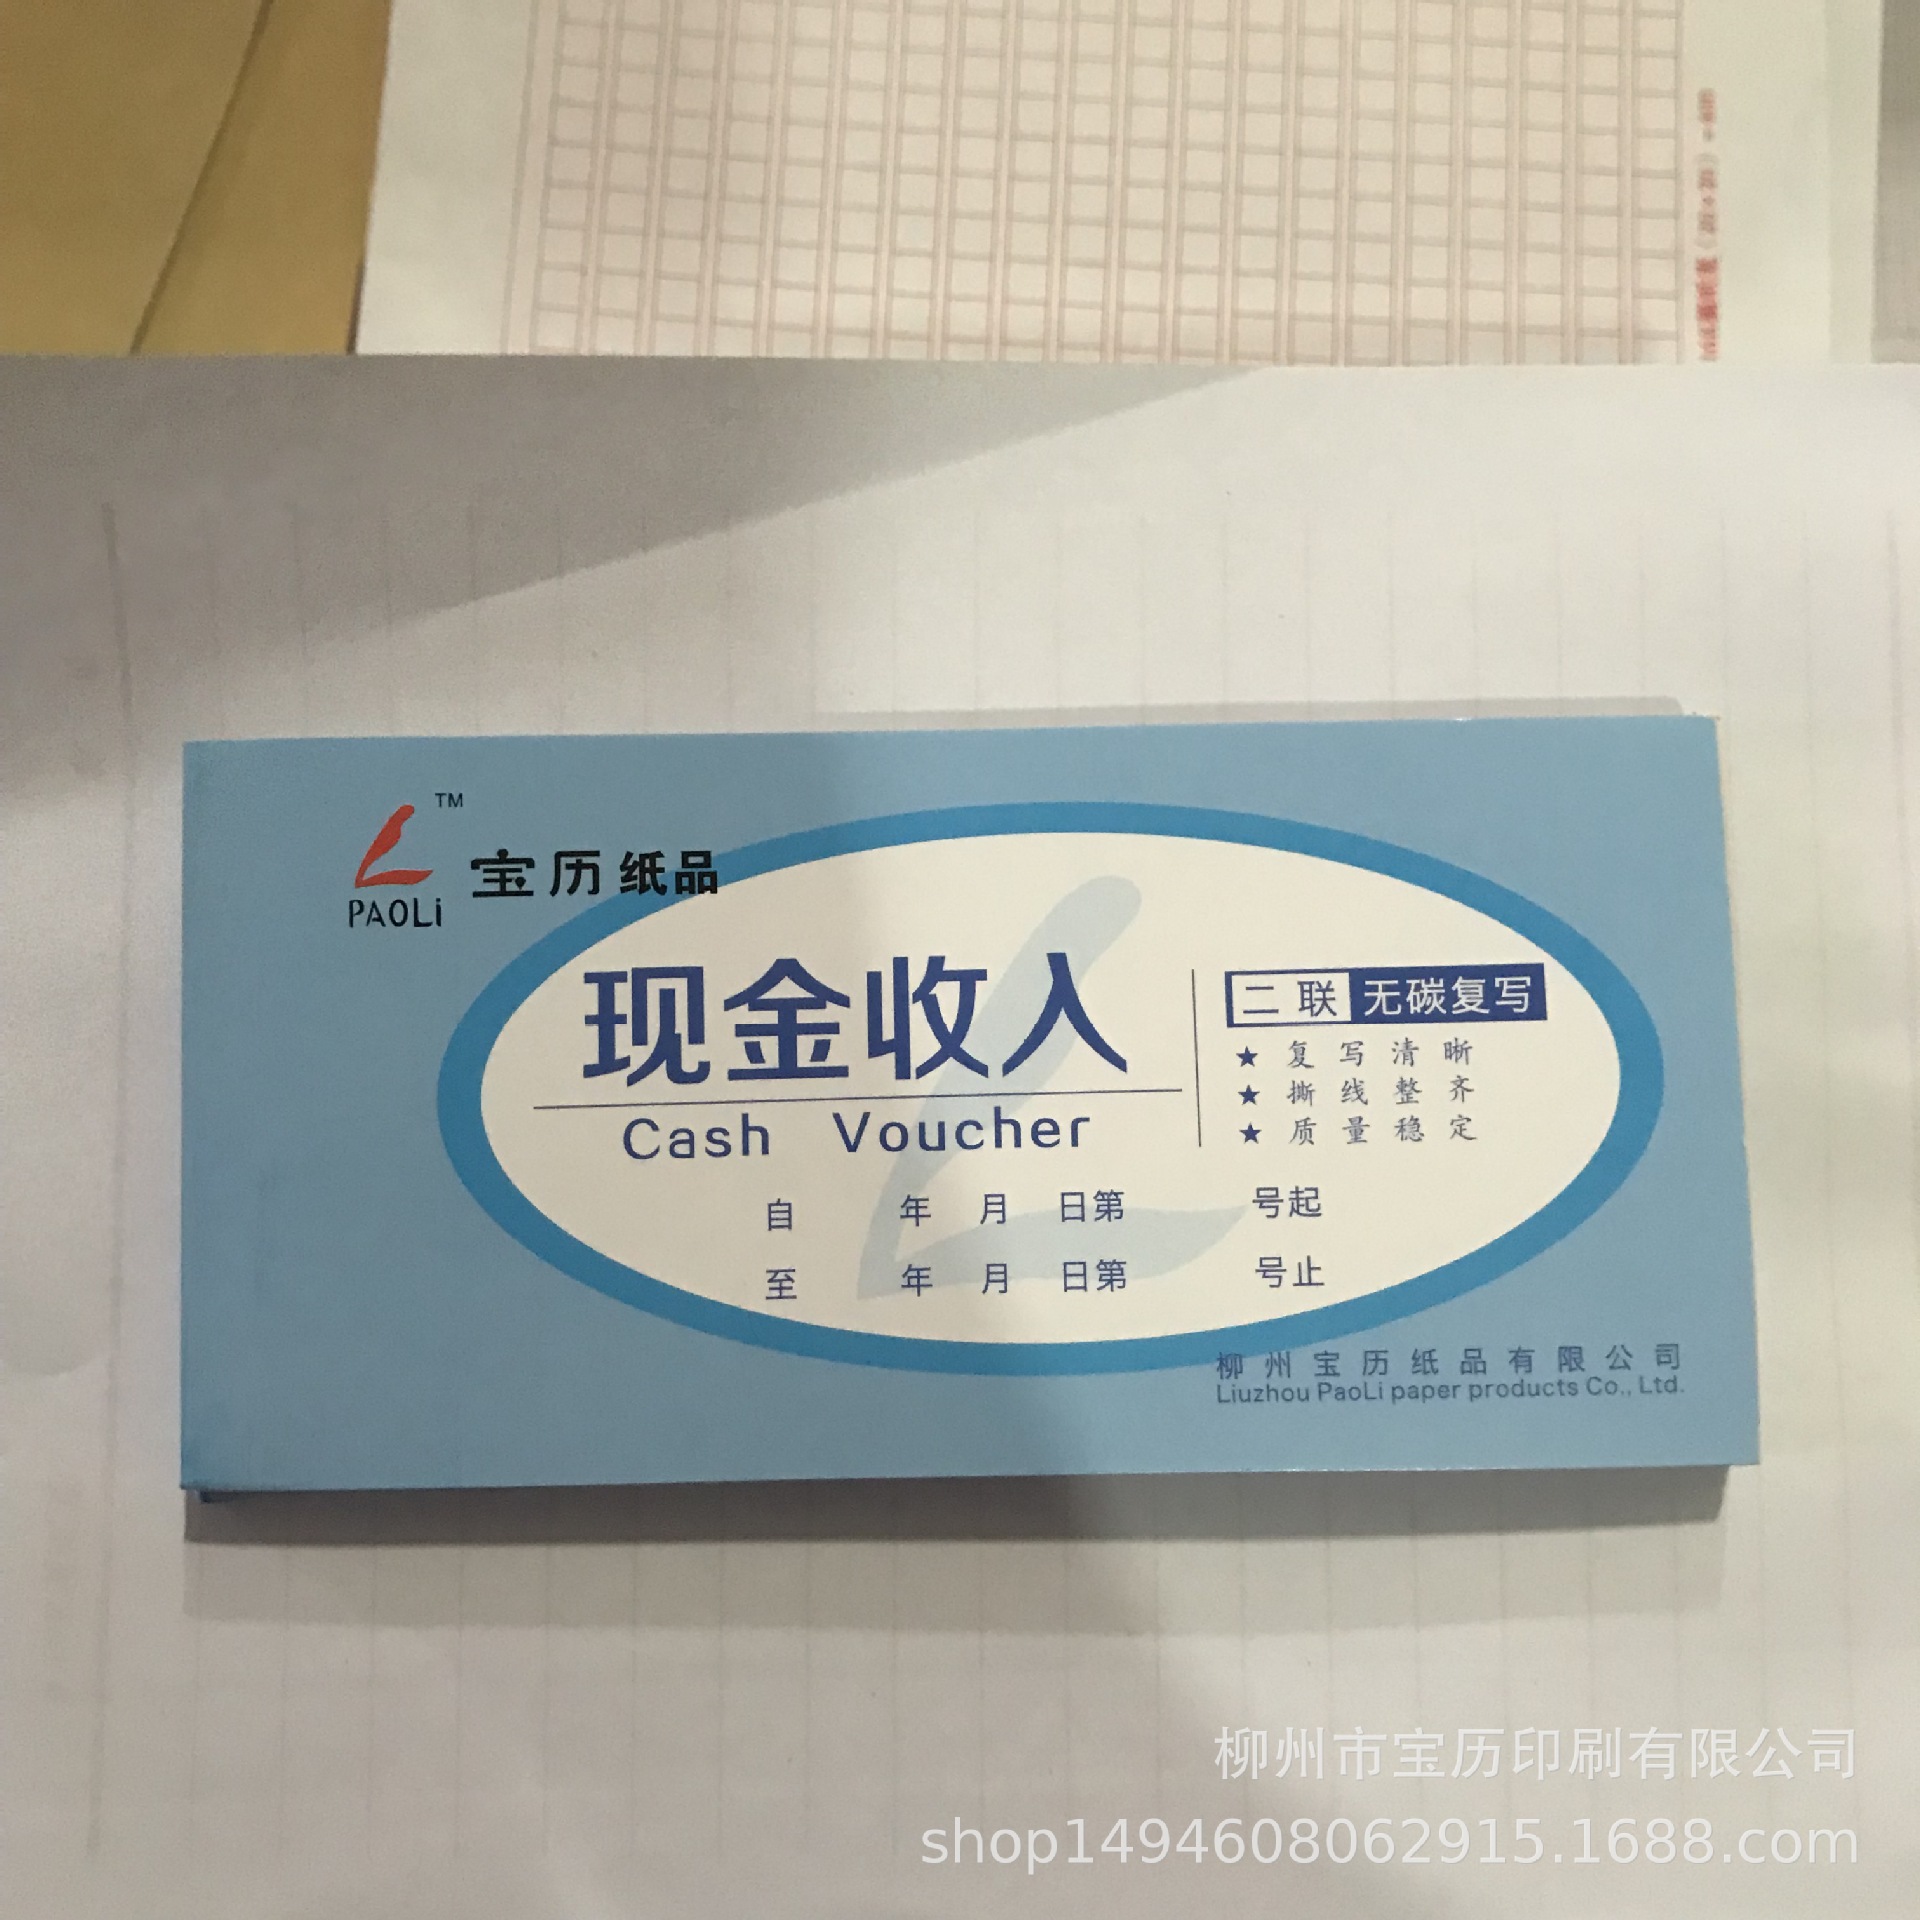 TM
PAOLi
宝历纸品
现金收入
Cash Voucher
二联 无碳复写
★ 复写清晰
★ 撕线整齐
★ 质量稳定
自 年 月 日第 号起
至 年 月 日第 号止
柳州宝历纸品有限公司
Liuzhou PaoLi paper products Co., Ltd.
柳州市宝历印刷有限公司
shop1494608062915.1688.com